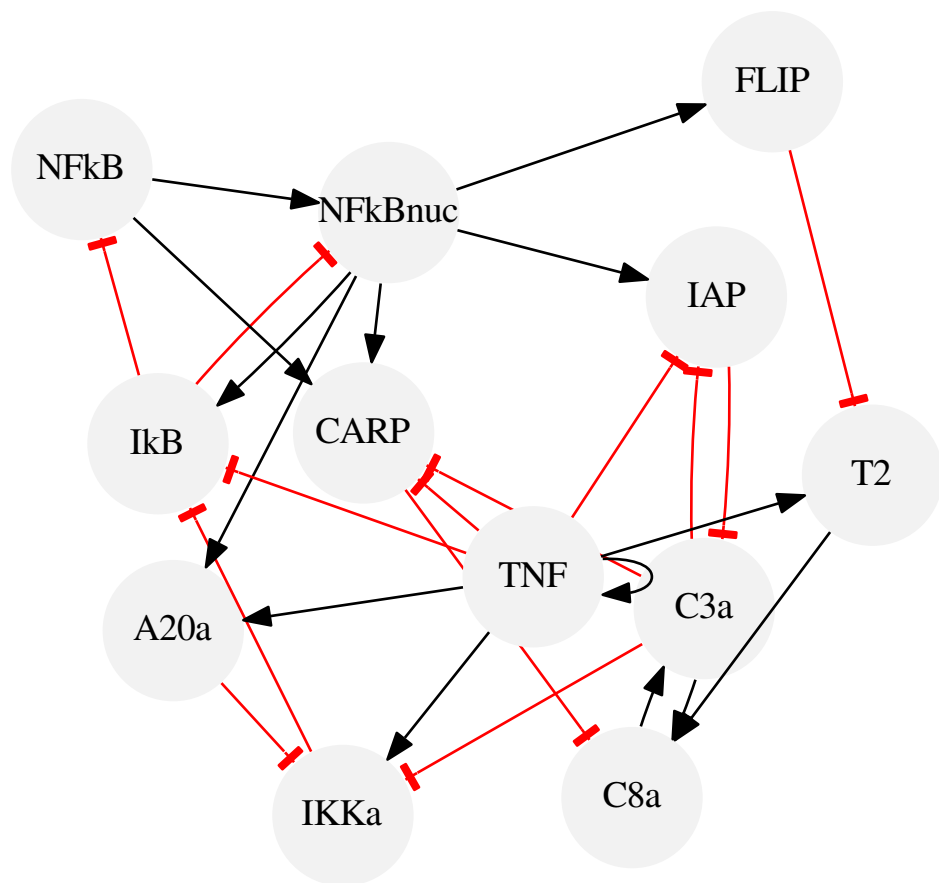 FLIP
NFkB
NFkBnuc
IAP
IkB
CARP
T2
TNF
C3a
A20a
C8a
IKKa